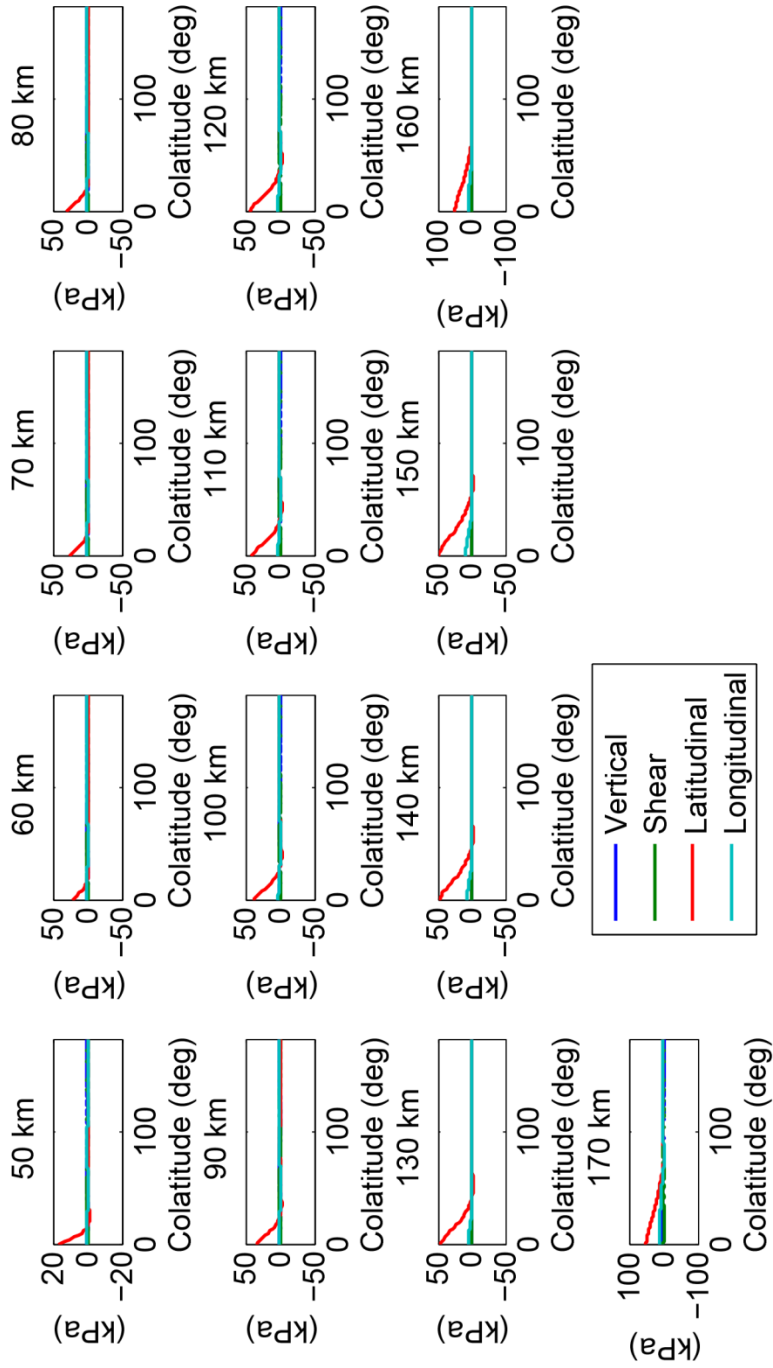 50 km
20
0
−20
(kPa)
0
100
Colatitude (deg)
60 km
50
0
−50
(kPa)
0
100
Colatitude (deg)
70 km
50
0
−50
(kPa)
0
100
Colatitude (deg)
80 km
50
0
−50
(kPa)
0
100
Colatitude (deg)
90 km
50
0
−50
(kPa)
0
100
Colatitude (deg)
100 km
50
0
−50
(kPa)
0
100
Colatitude (deg)
110 km
50
0
−50
(kPa)
0
100
Colatitude (deg)
120 km
50
0
−50
(kPa)
0
100
Colatitude (deg)
130 km
50
0
−50
(kPa)
0
100
Colatitude (deg)
140 km
50
0
−50
(kPa)
0
100
Colatitude (deg)
150 km
50
0
−50
(kPa)
0
100
Colatitude (deg)
160 km
100
0
−100
(kPa)
0
100
Colatitude (deg)
170 km
100
0
−100
(kPa)
0
100
Colatitude (deg)
Vertical
Shear
Latitudinal
Longitudinal